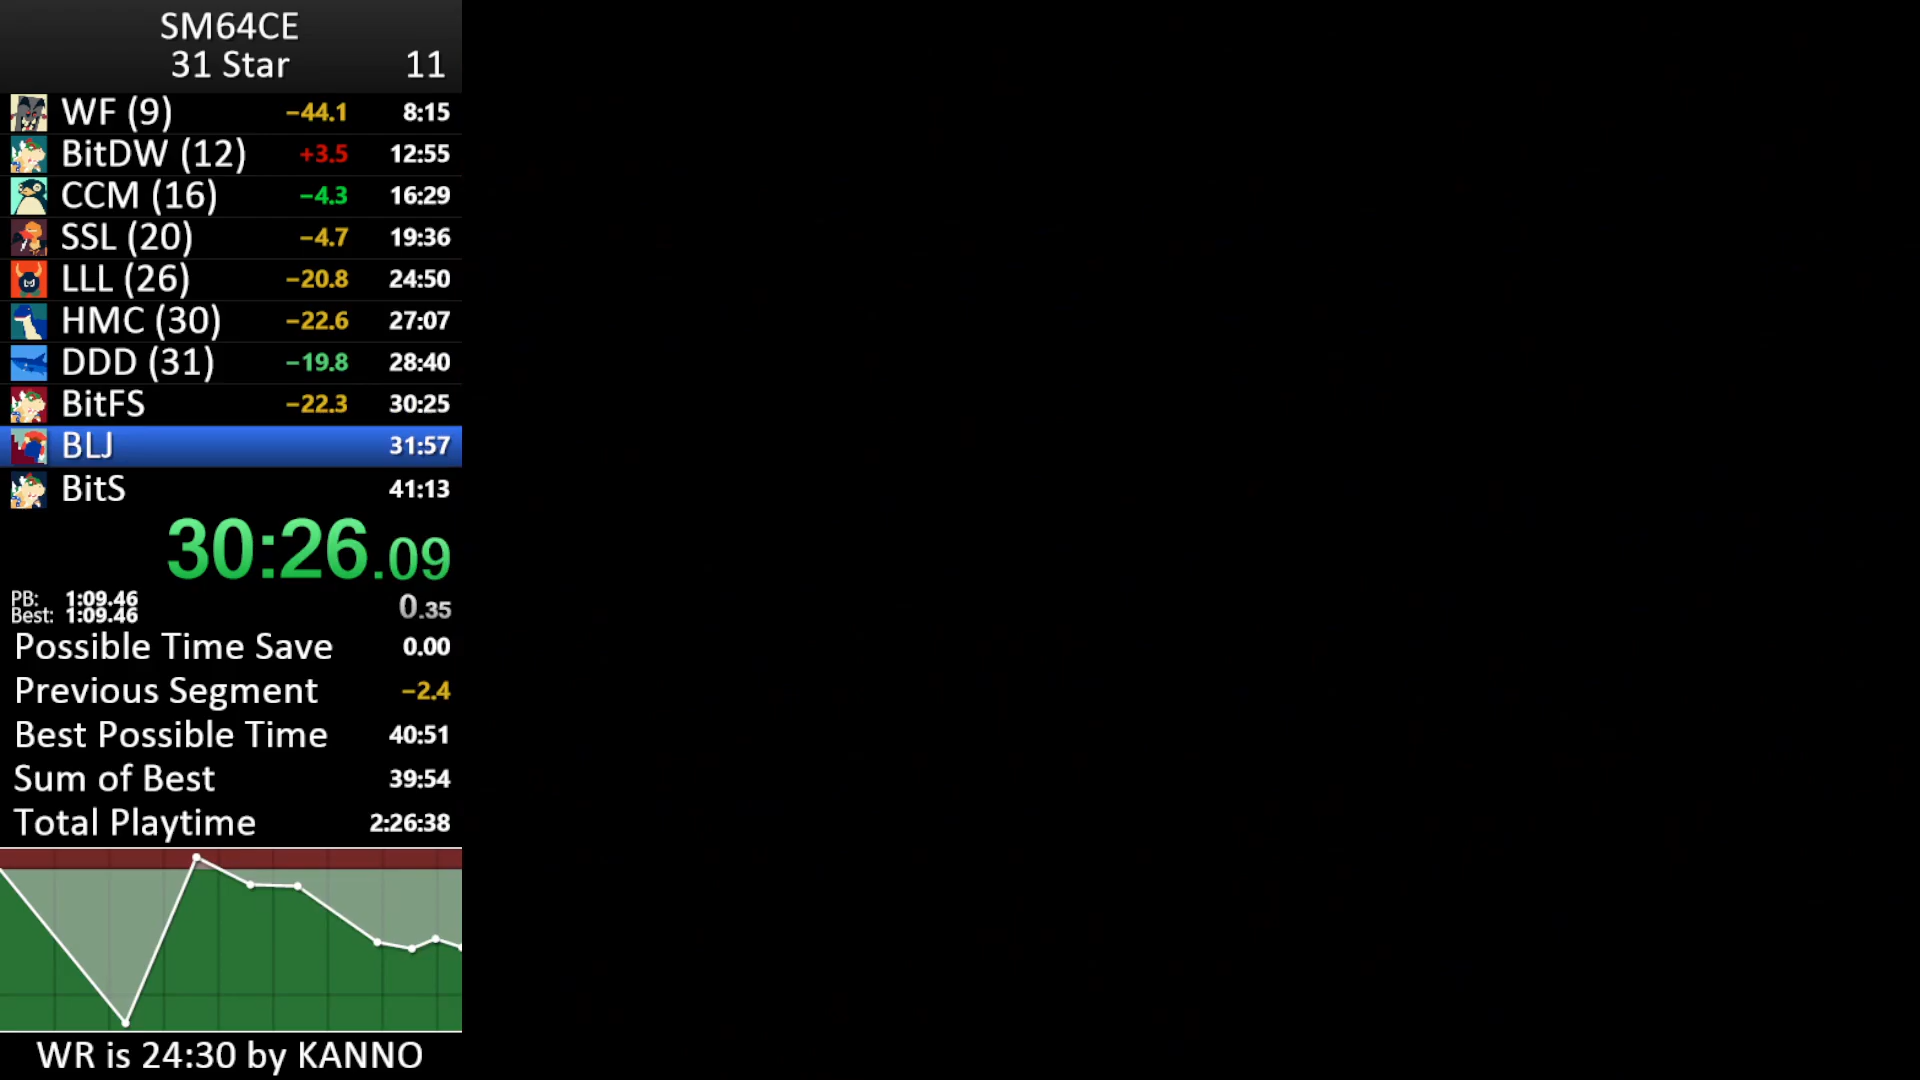 SM64CE
31 Star 11
WF (9) −44.1 8:15
BitDW (12) +3.5 12:55
CCM (16) −4.3 16:29
SSL (20) −4.7 19:36
LLL (26) −20.8 24:50
HMC (30) −22.6 27:07
DDD (31) −19.8 28:40
BitFS −22.3 30:25
BLJ 31:57
BitS 41:13
30:26.09
PB: 1:09.46 0.35
Best: 1:09.46
Possible Time Save 0.00
Previous Segment −2.4
Best Possible Time 40:51
Sum of Best 39:54
Total Playtime 2:26:38
WR is 24:30 by KANNO